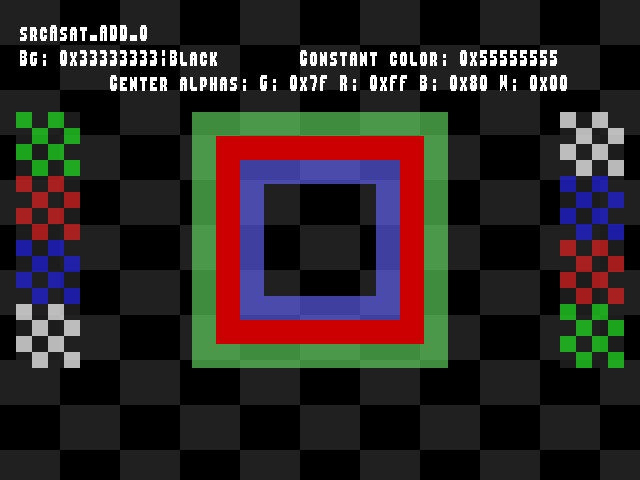 srcAsat_ADD_0
Bg: 0x33333333¦Black
Constant color: 0x55555555
Center alphas: G: 0x7F R: 0xFF B: 0x80 W: 0x00